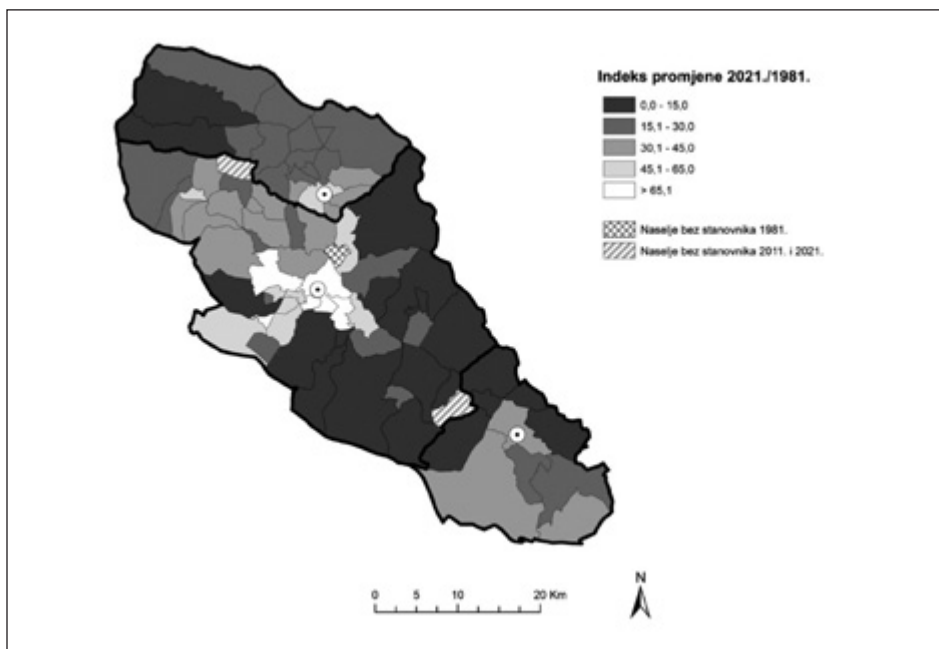 Indeks promjene 2021./1981.
0,0 - 15,0
15,1 - 30,0
30,1 - 45,0
45,1 - 65,0
> 65,1
Naselje bez stanovnika 1981.
Naselje bez stanovnika 2011. i 2021.
0 5 10 20 Km
N